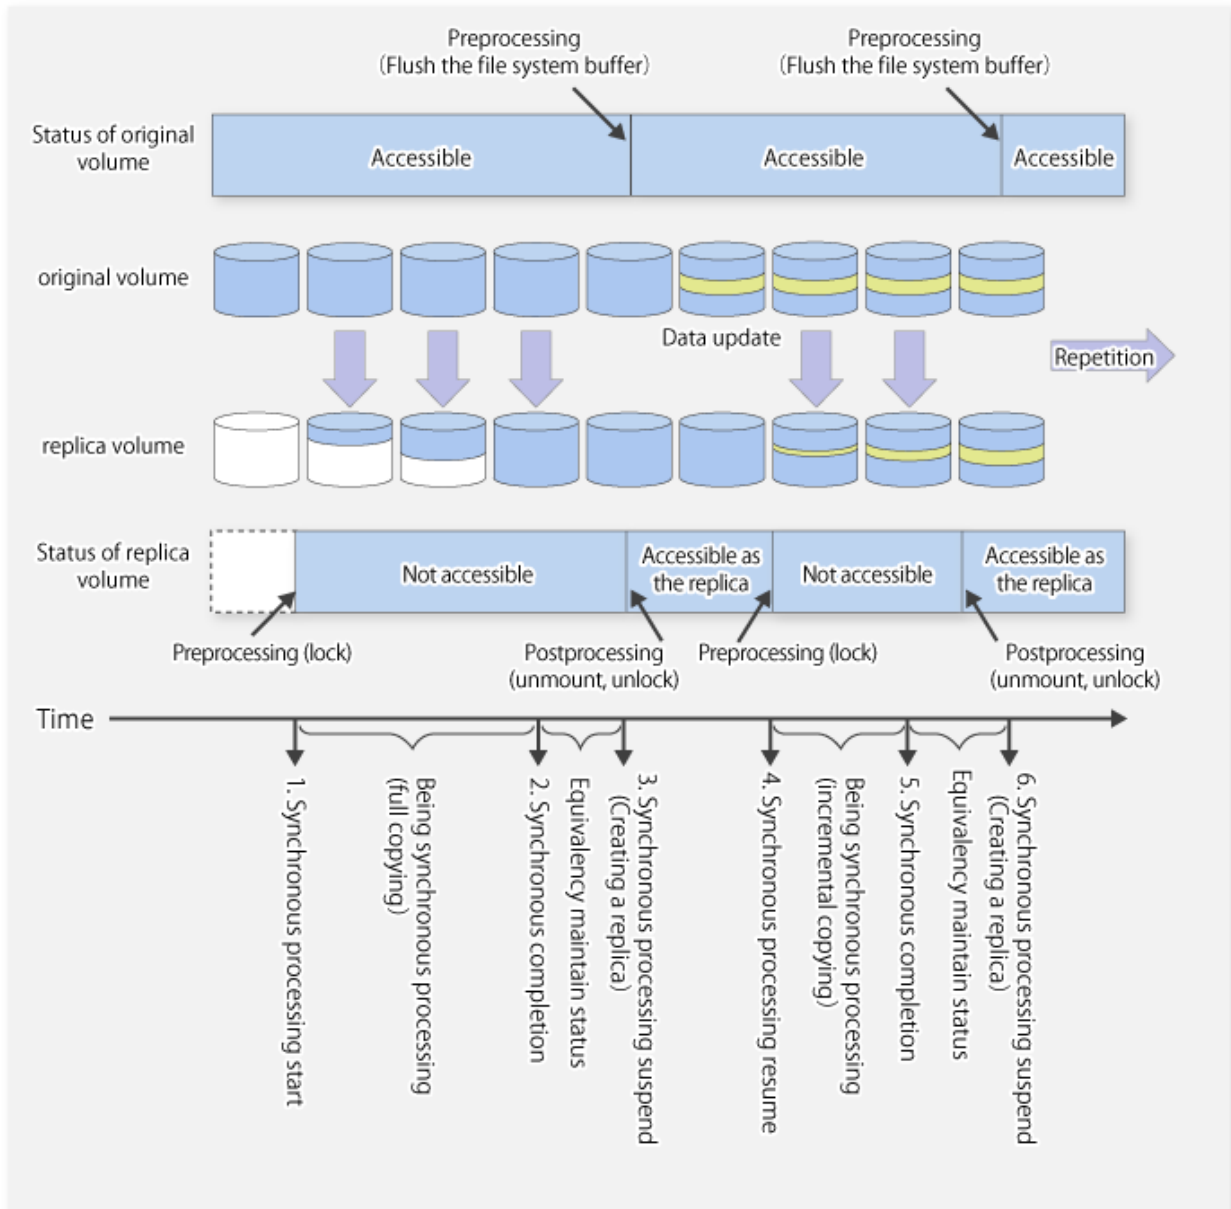 Preprocessing
(Flush the file system buffer)
Preprocessing
(Flush the file system buffer)
Status of original
volume
Accessible
Accessible
Accessible
original volume
Data update
Repetition
replica volume
Status of replica
volume
Not accessible
Accessible as
the replica
Not accessible
Accessible as
the replica
Preprocessing (lock)
Postprocessing
(unmount, unlock)
Preprocessing (lock)
Postprocessing
(unmount, unlock)
Time
1. Synchronous processing start
Being synchronous processing
(full copying)
2. Synchronous completion
Equivalency maintain status
3. Synchronous processing suspend
(Creating a replica)
4. Synchronous processing resume
Being synchronous processing
(incremental copying)
5. Synchronous completion
Equivalency maintain status
6. Synchronous processing suspend
(Creating a replica)